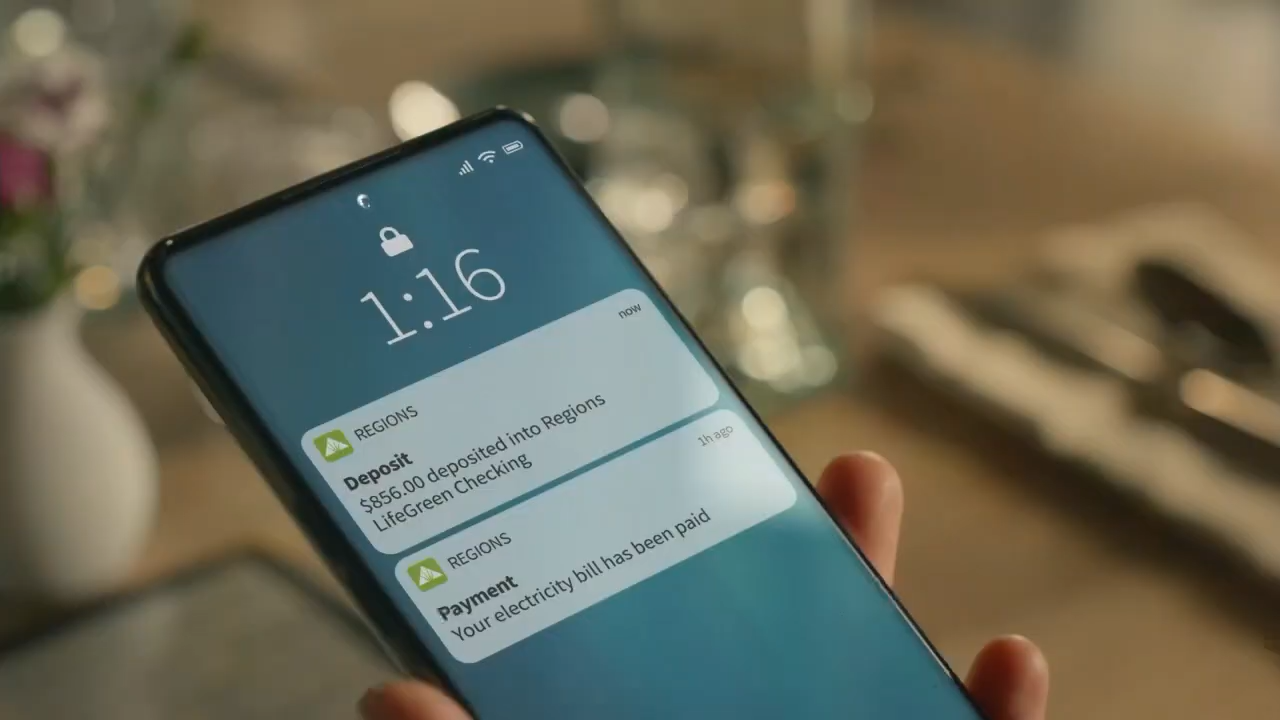 1:16
REGIONS
now
Deposit
$856.00 deposited into Regions
LifeGreen Checking
REGIONS
1h ago
Payment
Your electricity bill has been paid